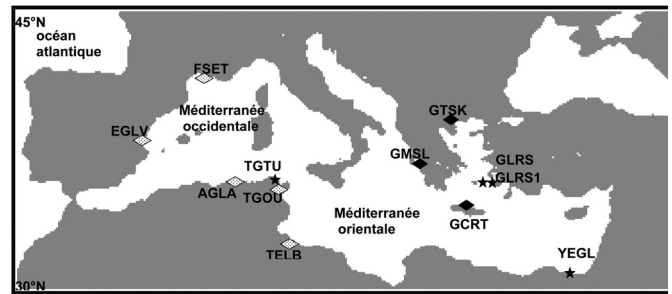 45°N
océan
atlantique
FSET
Méditerranée
occidentale
EGLV
GTSK
TGTU
GMSL
GLRS
GLRS1
AGLA
TGOU
Méditerranée
orientale
GCRT
TELB
YEGL
30°N